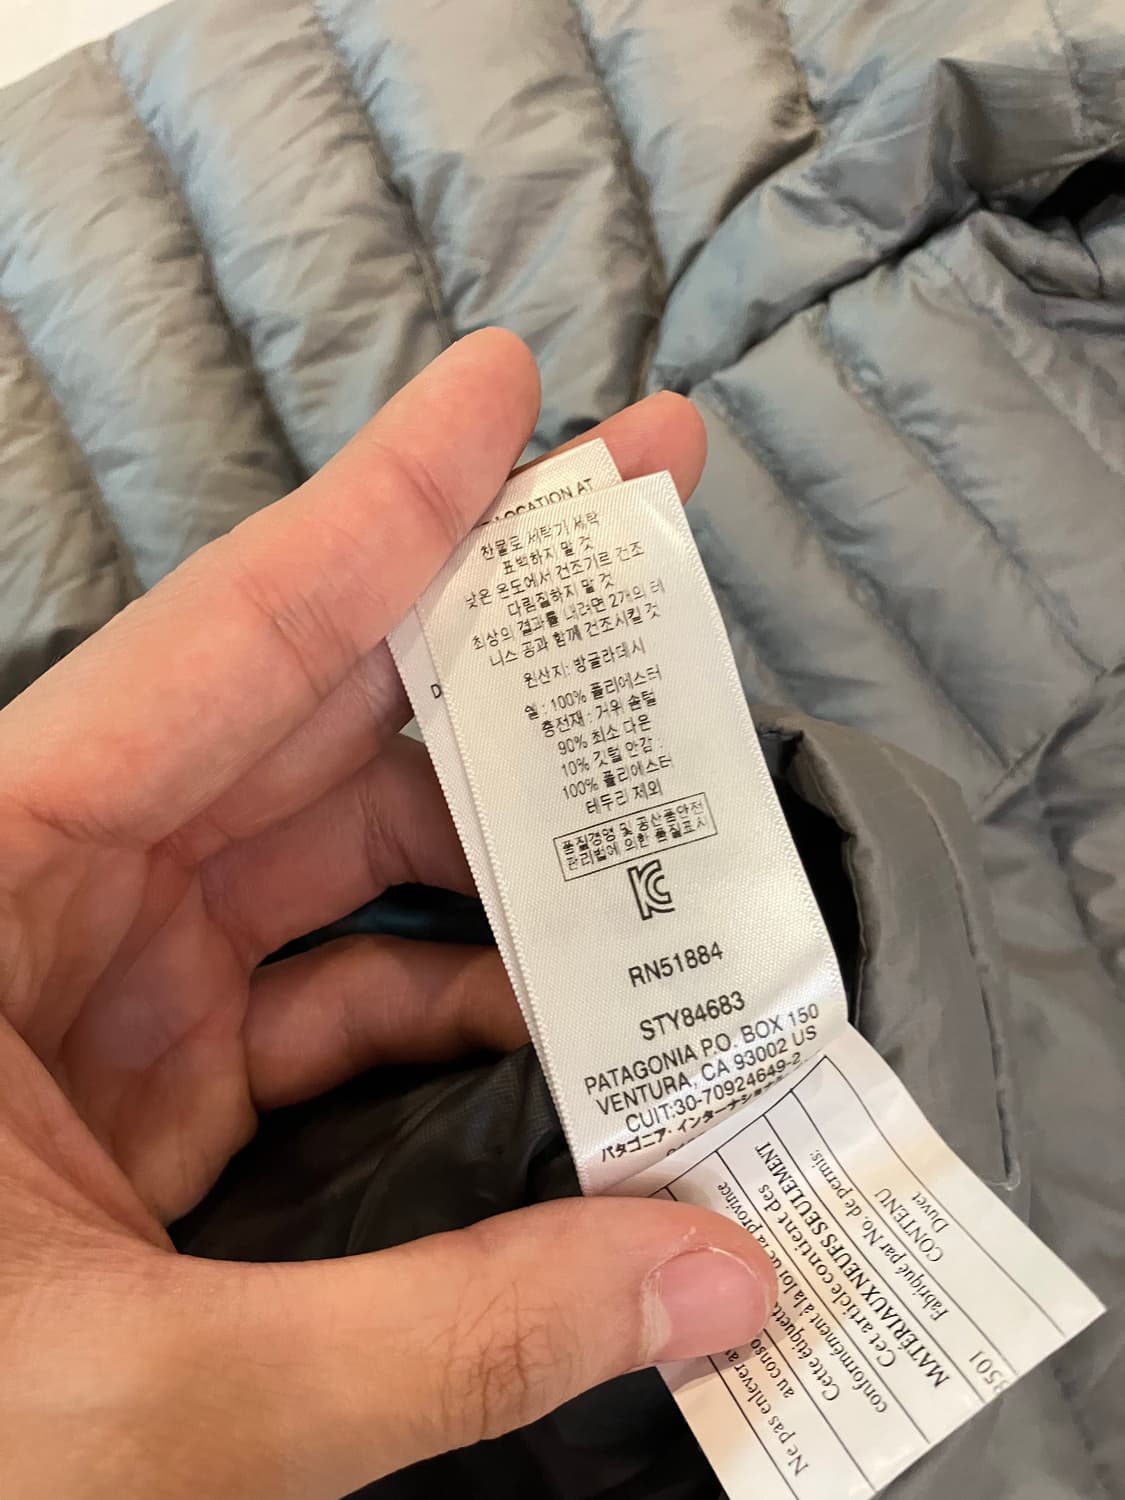 LOCATION AT
찬물로 세탁기 세탁
표백하지 말 것
낮은 온도에서 건조기로 건조
다림질하지 말 것
최상의 결과를 내려면 2개의 테
니스 공과 함께 건조시킬 것
원산지: 방글라데시
쉘 : 100% 폴리에스터
충전재 : 거위 솜털
90% 최소 다운
10% 깃털 안감 :
100% 폴리에스터
테두리 제외
품질경영 및 공산품안전
관리법에 의한 품질표시
RN51884
STY84683
PATAGONIA P.O. BOX 150
VENTURA, CA 93002 US
CUIT:30-70924649-2
パタゴニア・インターナショナル
Ne pas enlever
au conso
Cette étiquette
conformément à la loi de la province
Cet article contient des
MATÉRIAUX NEUFS SEULEMENT
Fabriqué par No. de permis:
CONTENU
Duvet
3501